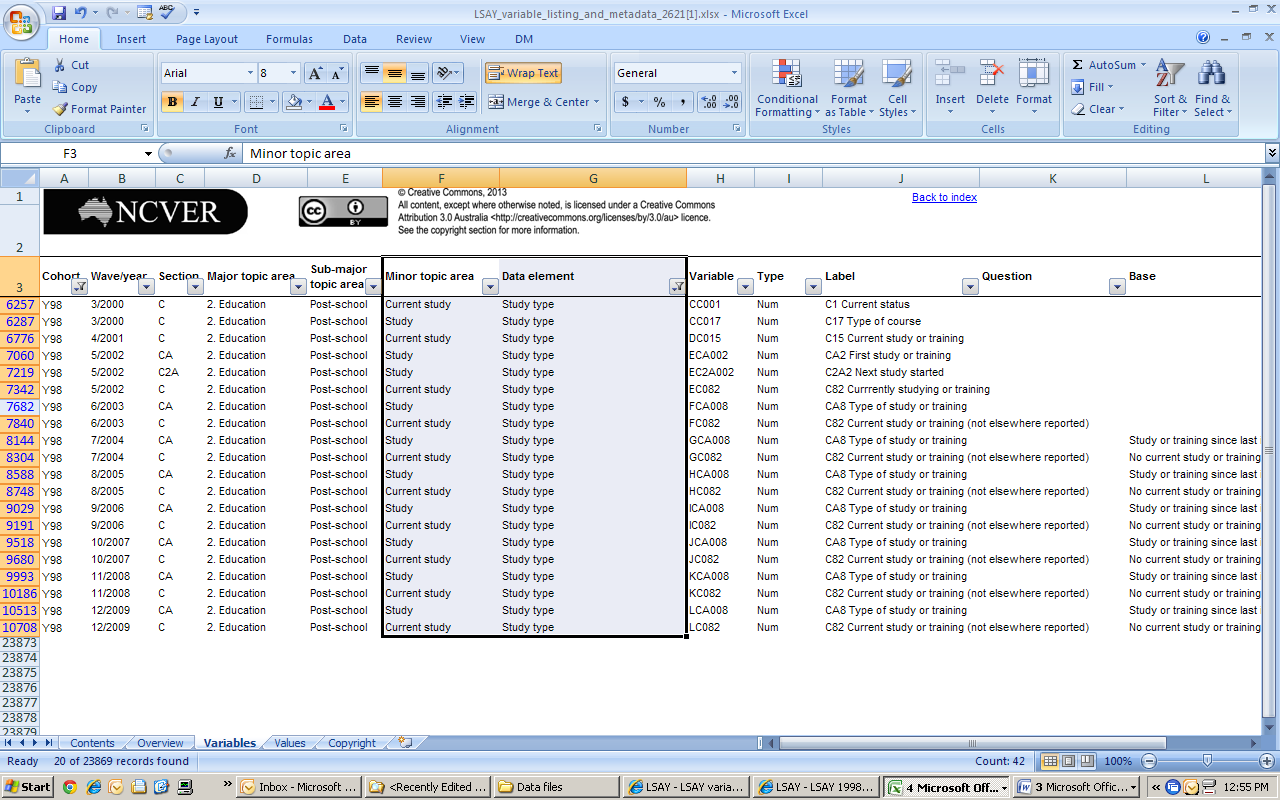 LSAY_variable_listing_and_metadata_2621[1].xlsx - Microsoft Excel
Home Insert Page Layout Formulas Data Review View DM
Paste Cut Copy Format Painter Clipboard
Arial 8 B I U Font
Wrap Text Merge & Center Alignment
General $ % , Number
Conditional Formatting Format as Table Cell Styles Styles
Insert Delete Format Cells
AutoSum Fill Clear Sort & Filter Find & Select Editing
F3 fx Minor topic area
A B C D E F G H I J K L
1 NCVER cc BY © Creative Commons, 2013 Back to index
All content, except where otherwise noted, is licensed under a Creative Commons
Attribution 3.0 Australia <http://creativecommons.org/licenses/by/3.0/au> licence.
See the copyright section for more information.
2
3 Cohort Wave/year Section Major topic area Sub-major topic area Minor topic area Data element Variable Type Label Question Base
6257 Y98 3/2000 C 2. Education Post-school Current study Study type CC001 Num C1 Current status
6287 Y98 3/2000 C 2. Education Post-school Study Study type CC017 Num C17 Type of course
6776 Y98 4/2001 C 2. Education Post-school Current study Study type DC015 Num C15 Current study or training
7060 Y98 5/2002 CA 2. Education Post-school Study Study type ECA002 Num CA2 First study or training
7219 Y98 5/2002 C2A 2. Education Post-school Study Study type EC2A002 Num C2A2 Next study started
7342 Y98 5/2002 C 2. Education Post-school Current study Study type EC082 Num C82 Currrently studying or training
7682 Y98 6/2003 CA 2. Education Post-school Study Study type FCA008 Num CA8 Type of study or training
7840 Y98 6/2003 C 2. Education Post-school Current study Study type FC082 Num C82 Current study or training (not elsewhere reported)
8144 Y98 7/2004 CA 2. Education Post-school Study Study type GCA008 Num CA8 Type of study or training Study or training since last
8304 Y98 7/2004 C 2. Education Post-school Current study Study type GC082 Num C82 Current study or training (not elsewhere reported) No current study or training
8588 Y98 8/2005 CA 2. Education Post-school Study Study type HCA008 Num CA8 Type of study or training Study or training since last
8748 Y98 8/2005 C 2. Education Post-school Current study Study type HC082 Num C82 Current study or training (not elsewhere reported) No current study or training
9029 Y98 9/2006 CA 2. Education Post-school Study Study type ICA008 Num CA8 Type of study or training Study or training since last
9191 Y98 9/2006 C 2. Education Post-school Current study Study type IC082 Num C82 Current study or training (not elsewhere reported) No current study or training
9518 Y98 10/2007 CA 2. Education Post-school Study Study type JCA008 Num CA8 Type of study or training Study or training since last
9680 Y98 10/2007 C 2. Education Post-school Current study Study type JC082 Num C82 Current study or training (not elsewhere reported) No current study or training
9993 Y98 11/2008 CA 2. Education Post-school Study Study type KCA008 Num CA8 Type of study or training Study or training since last
10186 Y98 11/2008 C 2. Education Post-school Current study Study type KC082 Num C82 Current study or training (not elsewhere reported) No current study or training
10513 Y98 12/2009 CA 2. Education Post-school Study Study type LCA008 Num CA8 Type of study or training Study or training since last
10708 Y98 12/2009 C 2. Education Post-school Current study Study type LC082 Num C82 Current study or training (not elsewhere reported) No current study or training
23873
23874
23875
23876
23877
23878
23879
Contents Overview Variables Values Copyright
Ready 20 of 23869 records found Count: 42 100%
Start Inbox - Microsoft ... <Recently Edited ... Data files LSAY - LSAY varia... LSAY - LSAY 1998... 4 Microsoft Off... 3 Microsoft Offic... 12:55 PM